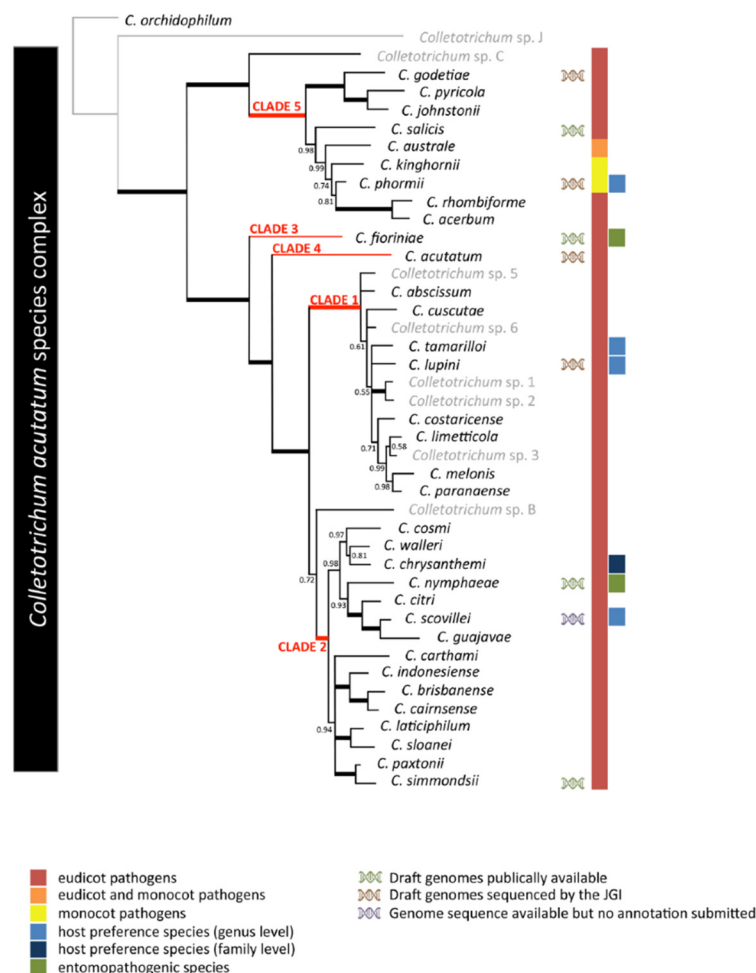 C. orchidophilum
Colletotrichum sp. J
Colletotrichum sp. C
C. godetiae
C. pyricola
CLADE 5
C. johnstonii
C. salicis
0.98
C. australe
0.99
C. kinghornii
0.74
C. phormii
0.81
C. rhombiforme
C. acerbum
CLADE 3
C. fioriniae
CLADE 4
C. acutatum
Colletotrichum sp. 5
CLADE 1
C. abscissum
C. cuscutae
Colletotrichum sp. 6
0.61
C. tamarilloi
C. lupini
Colletotrichum sp. 1
0.55
Colletotrichum sp. 2
C. costaricense
C. limetticola
0.71
0.58
Colletotrichum sp. 3
0.99
C. melonis
0.98
C. paranaense
Colletotrichum sp. B
C. cosmi
0.97
C. walleri
0.81
0.98
C. chrysanthemi
0.72
C. nymphaeae
C. citri
0.93
C. scovillei
C. guajavae
CLADE 2
C. carthami
C. indonesiense
C. brisbanense
C. cairnsense
C. laticiphilum
0.94
C. sloanei
C. paxtonii
C. simmondsii
Colletotrichum acutatum species complex
eudicot pathogens
eudicot and monocot pathogens
monocot pathogens
host preference species (genus level)
host preference species (family level)
entomopathogenic species
Draft genomes publically available
Draft genomes sequenced by the JGI
Genome sequence available but no annotation submitted